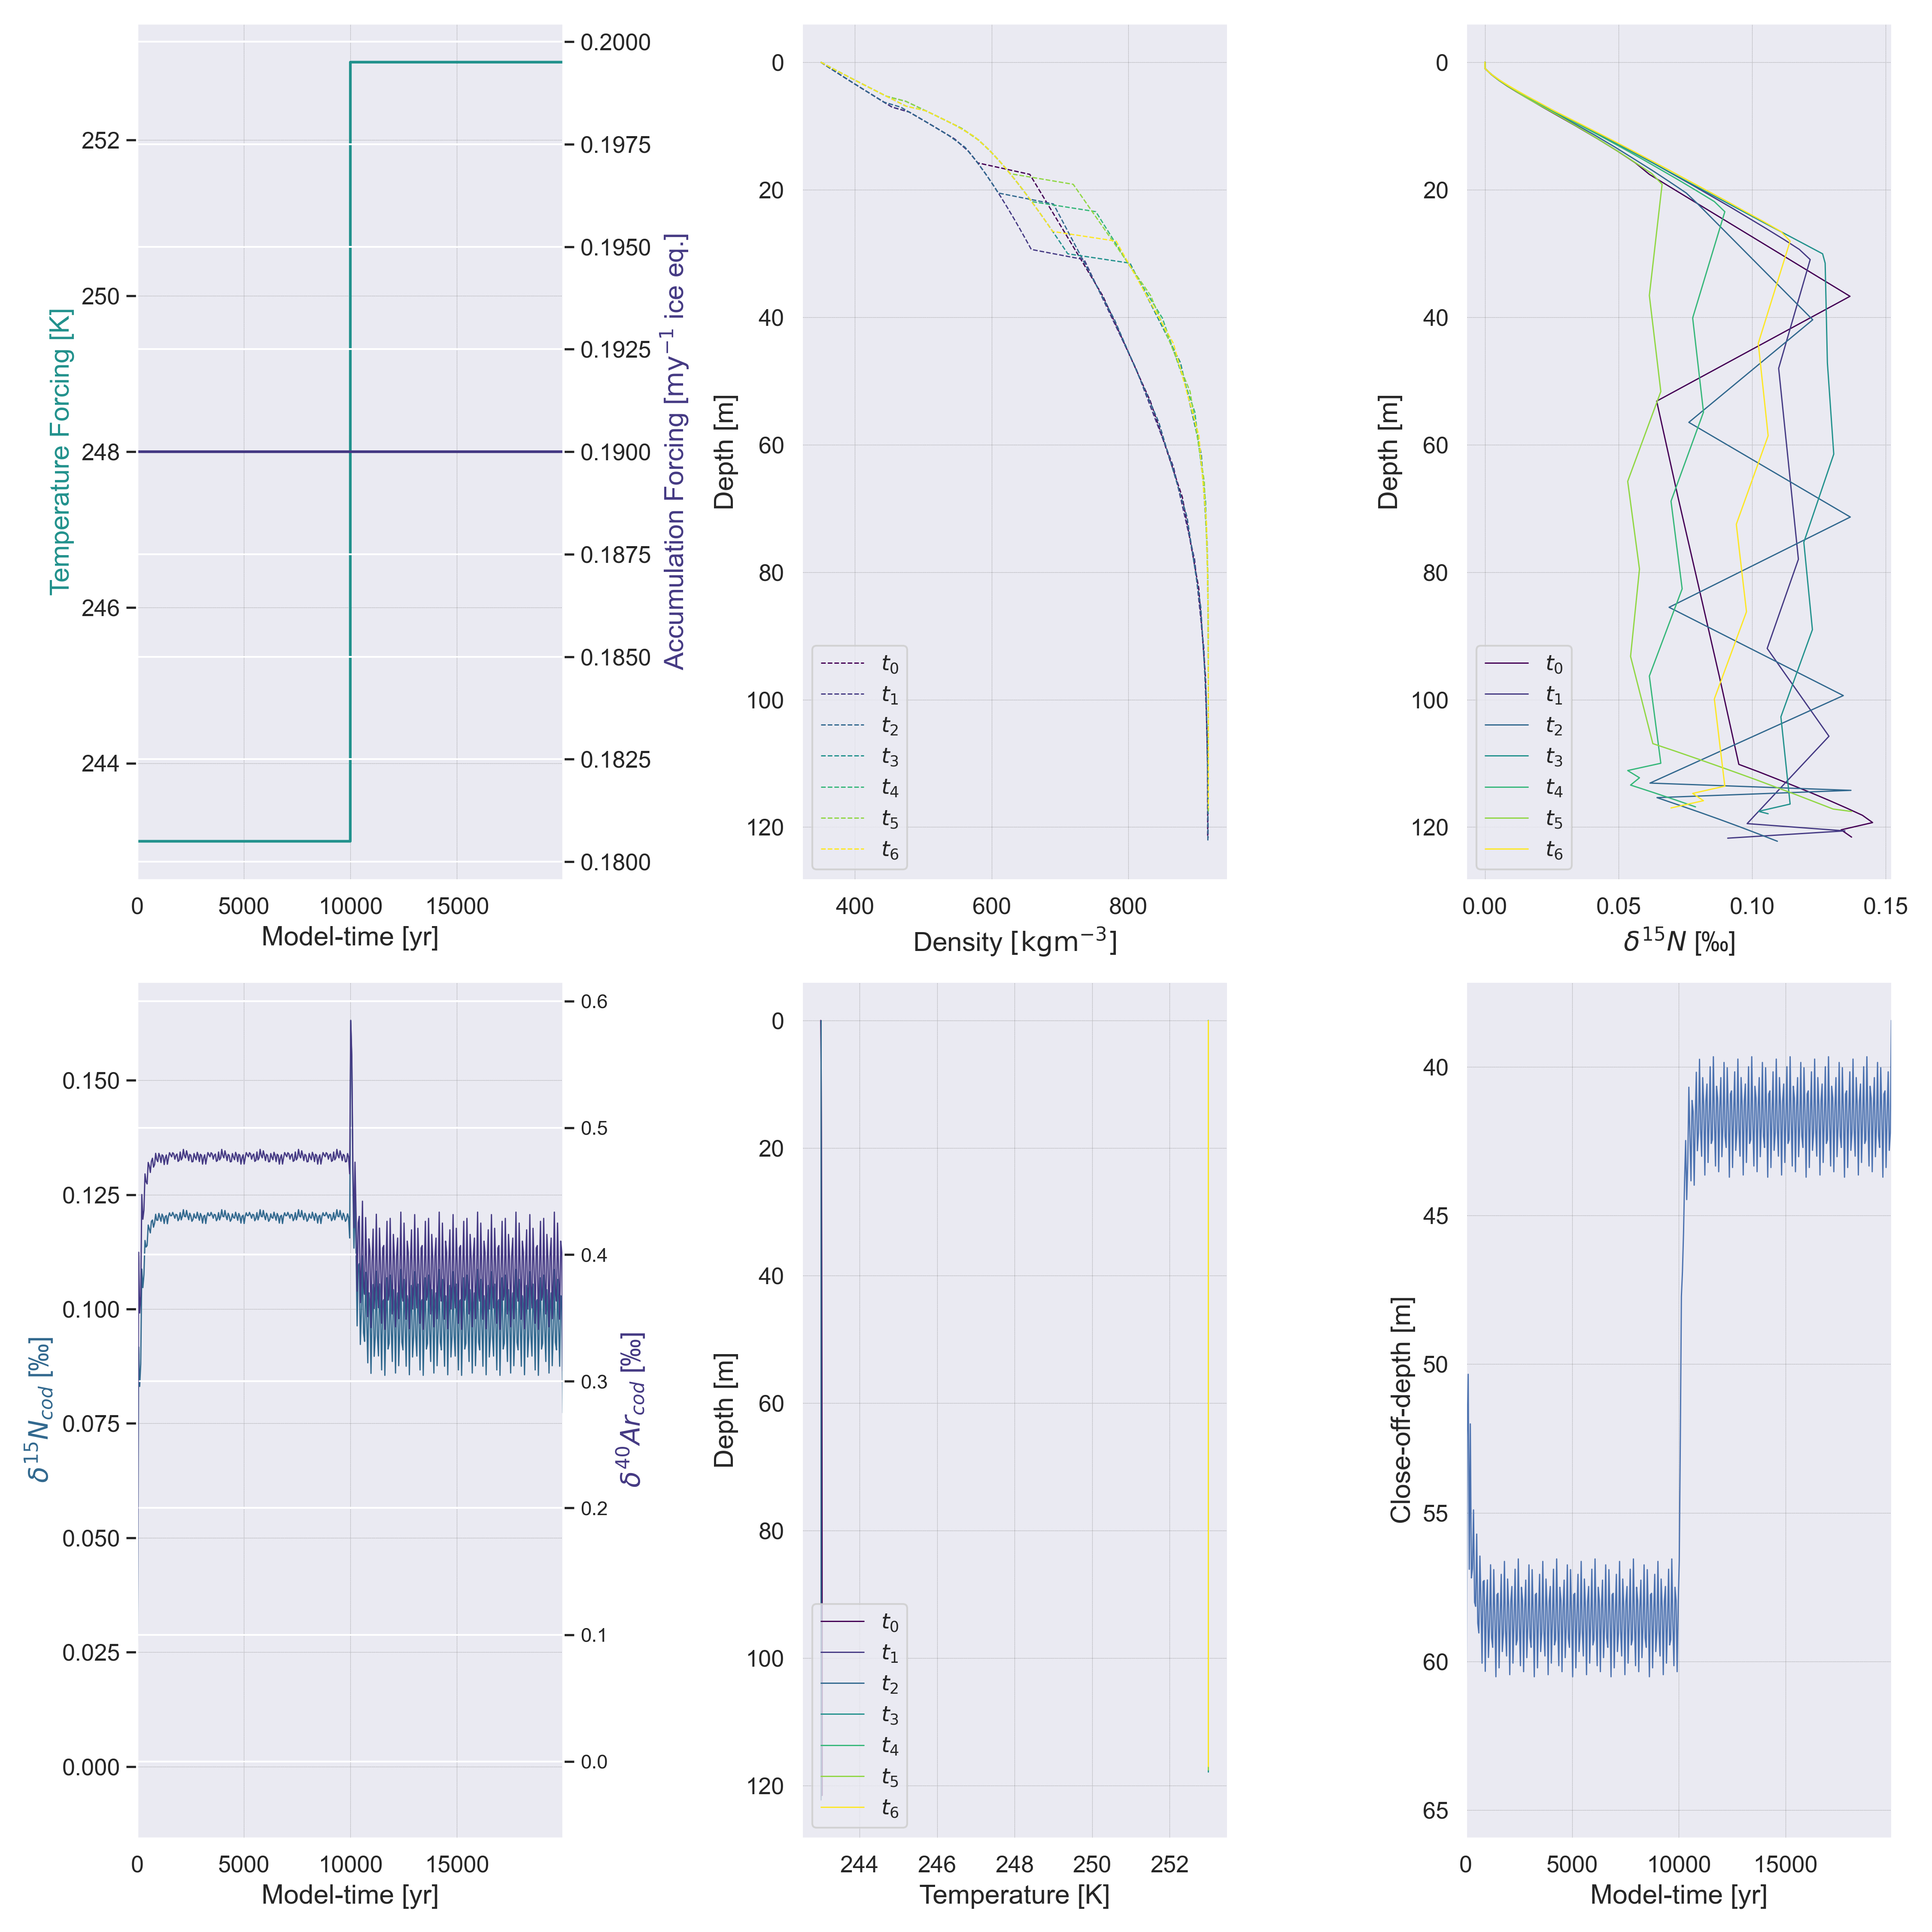 Temperature Forcing [K]
252
250
248
246
244
0 5000 10000 15000
Model-time [yr]
0.2000
0.1975
0.1950
0.1925
0.1900
0.1875
0.1850
0.1825
0.1800
Accumulation Forcing [my⁻¹ ice eq.]
Depth [m]
0
20
40
60
80
100
120
t₀
t₁
t₂
t₃
t₄
t₅
t₆
400 600 800
Density [kgm⁻³]
Depth [m]
0
20
40
60
80
100
120
t₀
t₁
t₂
t₃
t₄
t₅
t₆
0.00 0.05 0.10 0.15
δ¹⁵N [‰]
δ¹⁵N_cod [‰]
0.150
0.125
0.100
0.075
0.050
0.025
0.000
0 5000 10000 15000
Model-time [yr]
0.6
0.5
0.4
0.3
0.2
0.1
0.0
δ⁴⁰Ar_cod [‰]
Depth [m]
0
20
40
60
80
100
120
t₀
t₁
t₂
t₃
t₄
t₅
t₆
244 246 248 250 252
Temperature [K]
Close-off-depth [m]
40
45
50
55
60
65
0 5000 10000 15000
Model-time [yr]